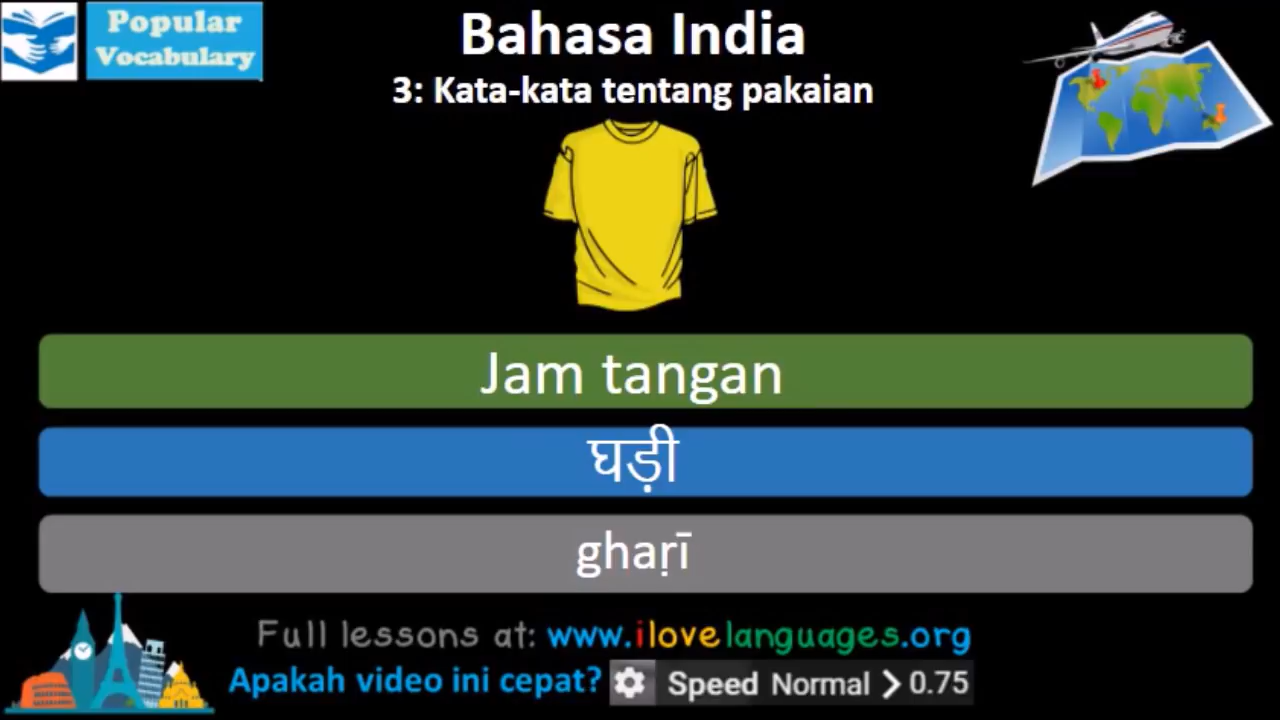 Popular
Vocabulary
Bahasa India
3: Kata-kata tentang pakaian
Jam tangan
घड़ी
ghaṛī
Full lessons at: www.ilovelanguages.org
Apakah video ini cepat? Speed Normal > 0.75